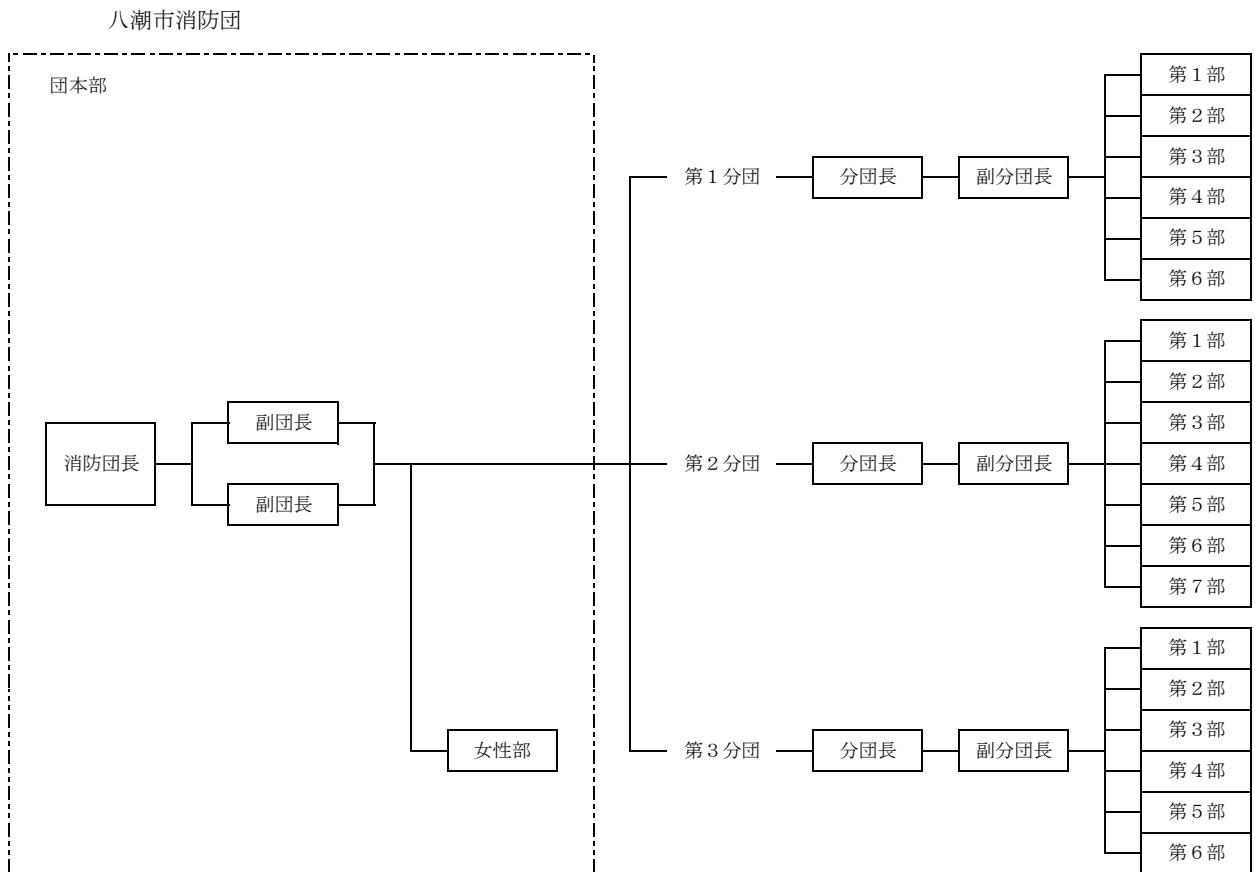 八潮市消防団
団本部
消防団長
副団長
副団長
女性部
第1分団
分団長
副分団長
第1部
第2部
第3部
第4部
第5部
第6部
第2分団
分団長
副分団長
第1部
第2部
第3部
第4部
第5部
第6部
第7部
第3分団
分団長
副分団長
第1部
第2部
第3部
第4部
第5部
第6部